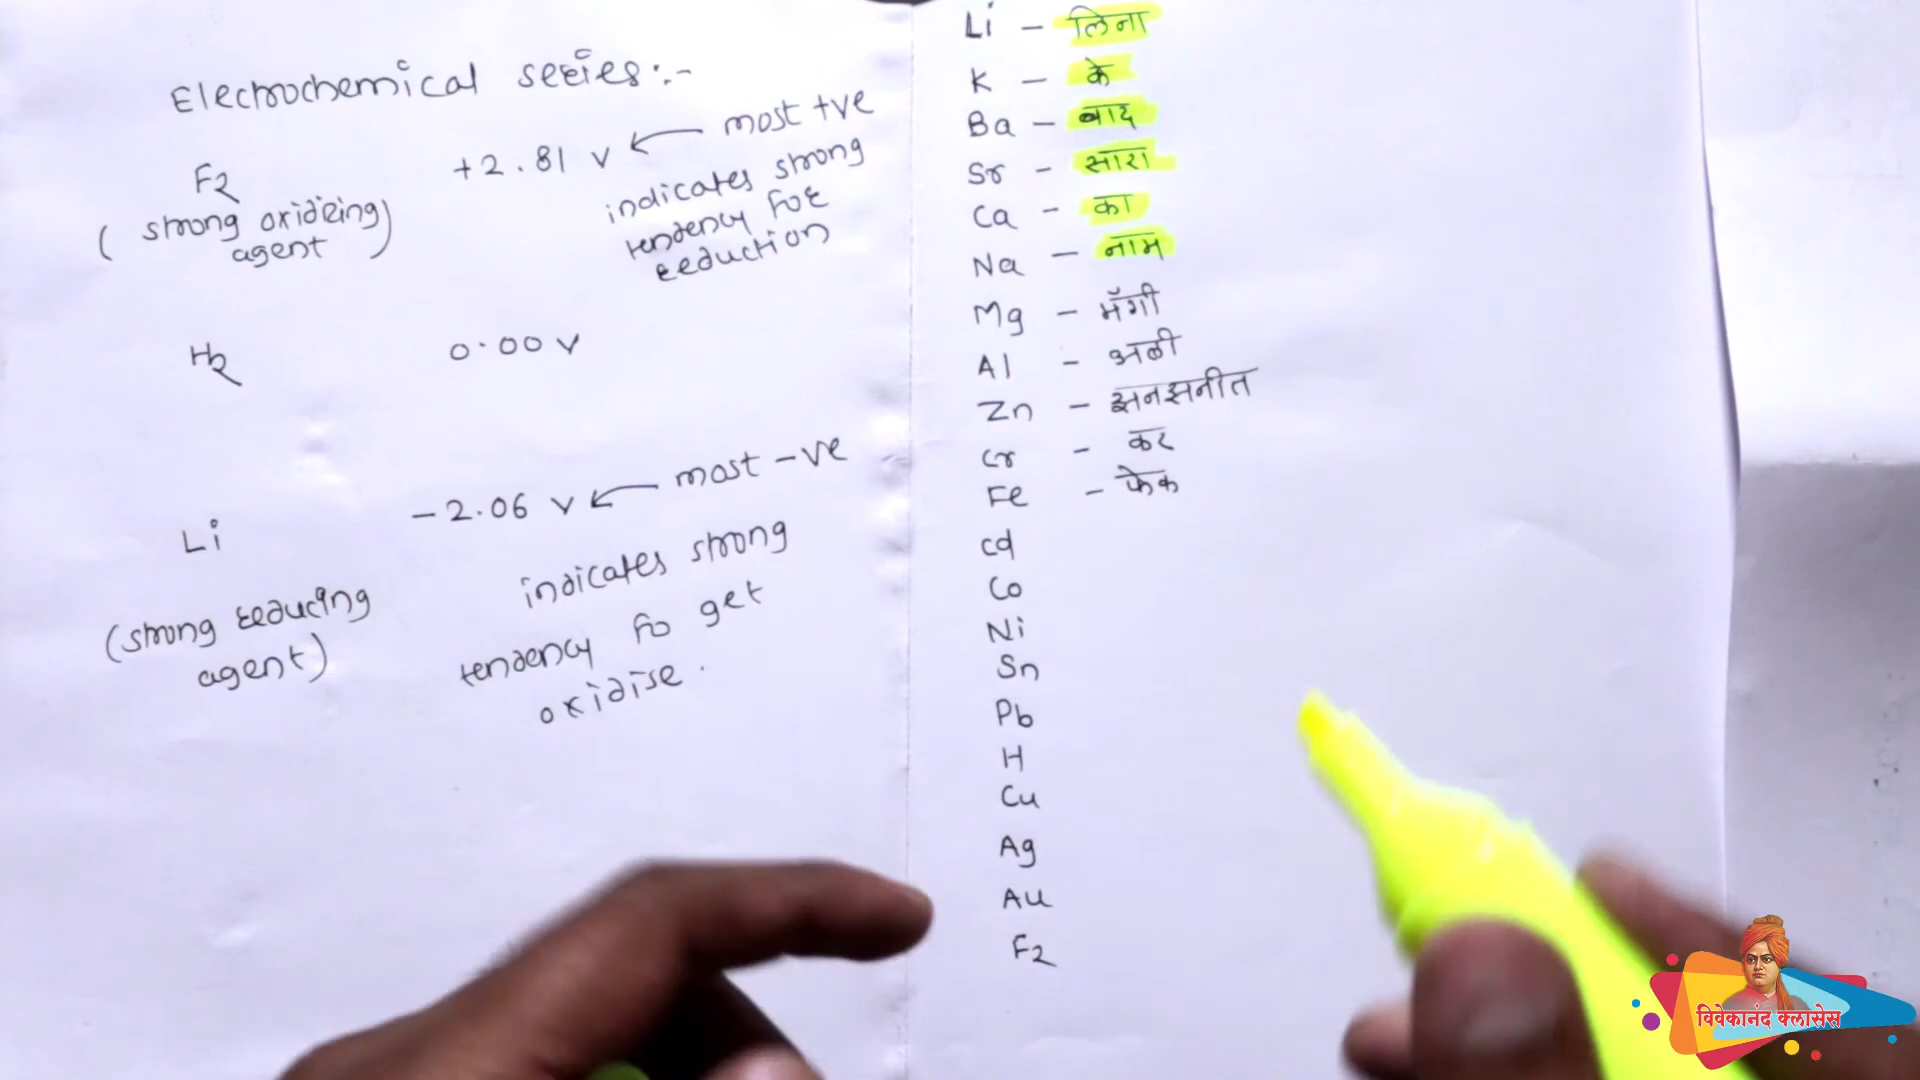 Electrochemical series:-
F2 +2.81 V ← most +ve
(strong oxidizing agent)
indicates strong
tendency for
reduction
H2 0.00 V
Li -2.06 V ← most -ve
(strong reducing
agent)
indicates strong
tendency to get
oxidise.
Li - लिना
K - के
Ba - बाद
Sr - सारा
Ca - का
Na - नाम
Mg - मॅगी
Al - अळी
Zn - झनझनीत
Cr - कर
Fe - फेक
Cd
Co
Ni
Sn
Pb
H
Cu
Ag
Au
F2
विवेकानंद क्लासेस